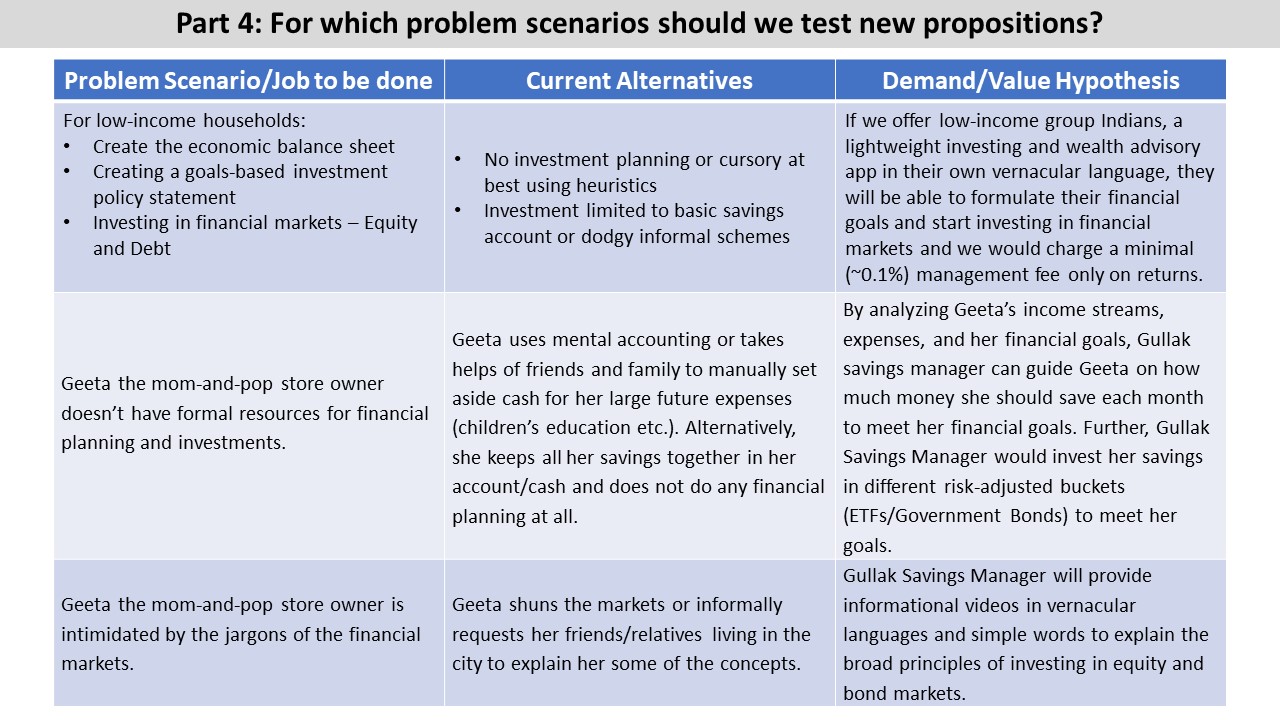 Part 4: For which problem scenarios should we test new propositions?
Problem Scenario/Job to be done
Current Alternatives
Demand/Value Hypothesis
For low-income households:
• Create the economic balance sheet
• Creating a goals-based investment
policy statement
• Investing in financial markets – Equity
and Debt
• No investment planning or cursory at
best using heuristics
• Investment limited to basic savings
account or dodgy informal schemes
If we offer low-income group Indians, a
lightweight investing and wealth advisory
app in their own vernacular language, they
will be able to formulate their financial
goals and start investing in financial
markets and we would charge a minimal
(~0.1%) management fee only on returns.
Geeta the mom-and-pop store owner
doesn’t have formal resources for financial
planning and investments.
Geeta uses mental accounting or takes
helps of friends and family to manually set
aside cash for her large future expenses
(children’s education etc.). Alternatively,
she keeps all her savings together in her
account/cash and does not do any financial
planning at all.
By analyzing Geeta’s income streams,
expenses, and her financial goals, Gullak
savings manager can guide Geeta on how
much money she should save each month
to meet her financial goals. Further, Gullak
Savings Manager would invest her savings
in different risk-adjusted buckets
(ETFs/Government Bonds) to meet her
goals.
Geeta the mom-and-pop store owner is
intimidated by the jargons of the financial
markets.
Geeta shuns the markets or informally
requests her friends/relatives living in the
city to explain her some of the concepts.
Gullak Savings Manager will provide
informational videos in vernacular
languages and simple words to explain the
broad principles of investing in equity and
bond markets.